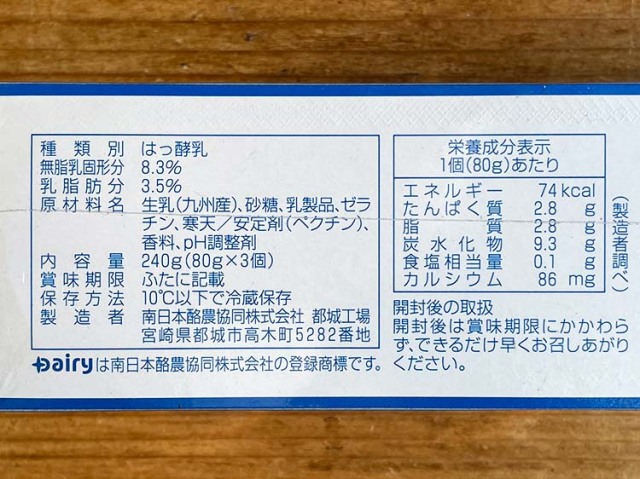 種類別 はっ酵乳
無脂乳固形分 8.3%
乳脂肪分 3.5%
原材料名 生乳(九州産)、砂糖、乳製品、ゼラ
チン、寒天/安定剤(ペクチン)、
香料、pH調整剤
内容量 240g(80g×3個)
賞味期限 ふたに記載
保存方法 10℃以下で冷蔵保存
製造者 南日本酪農協同株式会社 都城工場
宮崎県都城市高木町5282番地
Dairyは南日本酪農協同株式会社の登録商標です。
栄養成分表示
1個(80g)あたり
エネルギー 74kcal
たんぱく質 2.8 g
脂質 2.8 g
炭水化物 9.3 g
食塩相当量 0.1 g
カルシウム 86 mg
(製造者調べ)
開封後の取扱
開封後は賞味期限にかかわら
ず、できるだけ早くお召しあがり
ください。